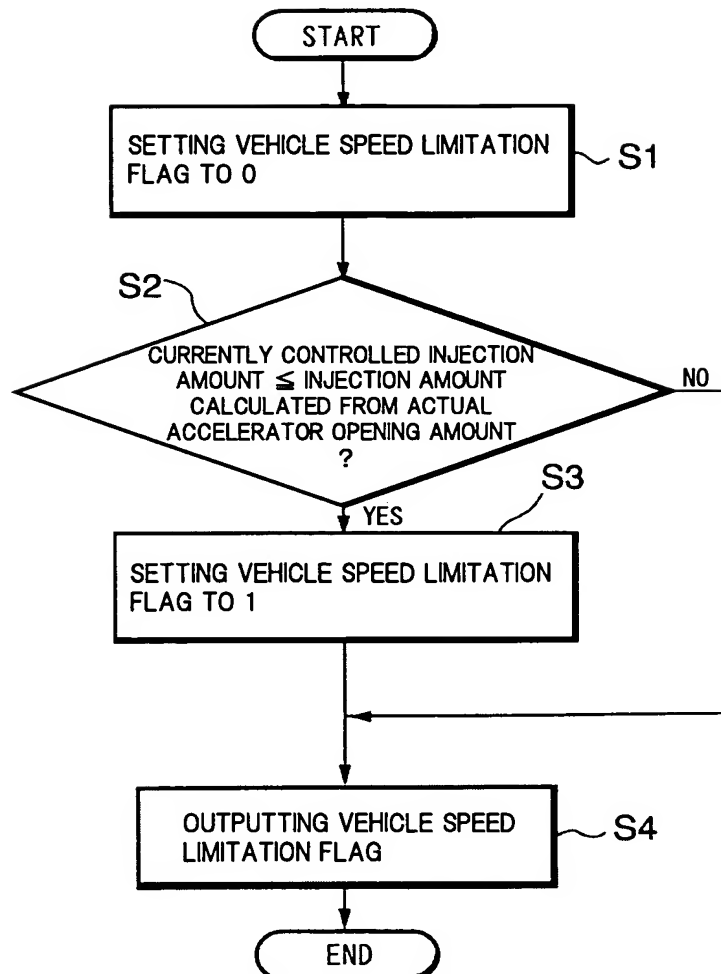 START
SETTING VEHICLE SPEED LIMITATION
FLAG TO 0
S1
S2
CURRENTLY CONTROLLED INJECTION
AMOUNT ≦ INJECTION AMOUNT
CALCULATED FROM ACTUAL
ACCELERATOR OPENING AMOUNT
?
NO
YES
S3
SETTING VEHICLE SPEED LIMITATION
FLAG TO 1
OUTPUTTING VEHICLE SPEED
LIMITATION FLAG
S4
END